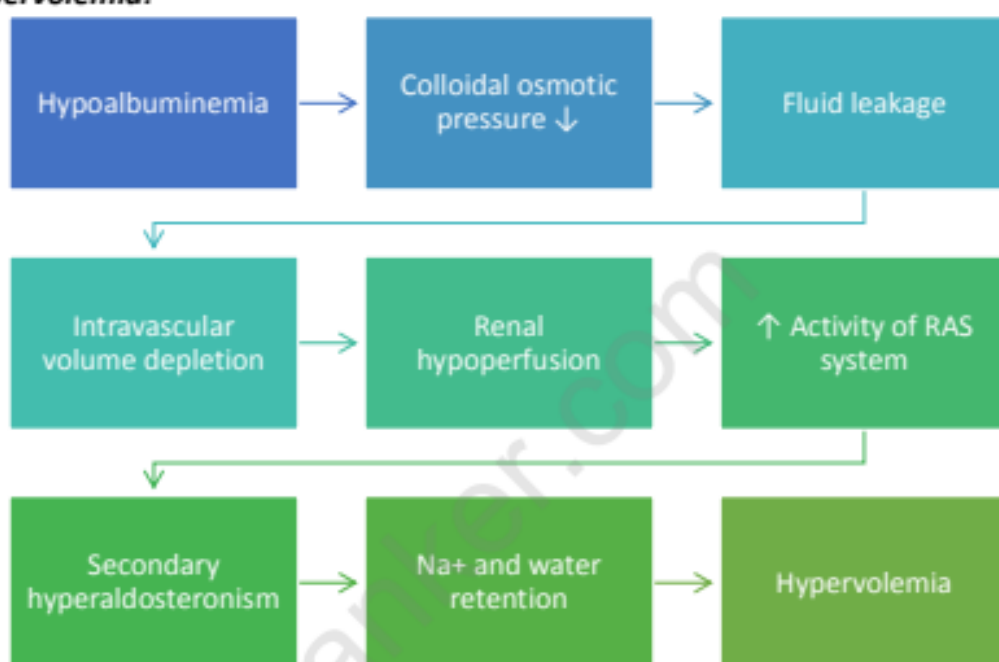 Hypoalbuminemia
Colloidal osmotic
pressure ↓
Fluid leakage
Intravascular
volume depletion
Renal
hypoperfusion
↑ Activity of RAS
system
Secondary
hyperaldosteronism
Na+ and water
retention
Hypervolemia